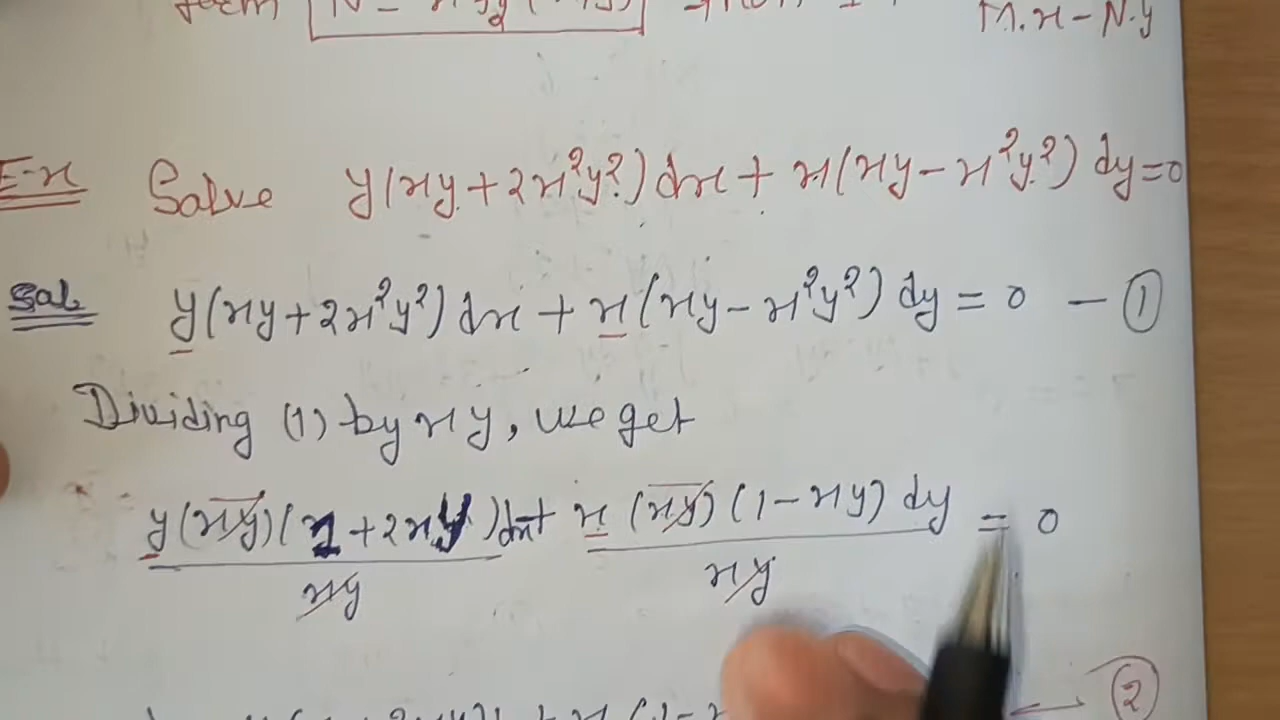 M.x - N.y
Ex Solve y(xy + 2x²y²) dx + x(xy - x²y²) dy = 0
Sol. y(xy + 2x²y²) dx + x(xy - x²y²) dy = 0 — ①
Dividing (1) by xy, we get
y(xy)(1 + 2xy)dx + x(xy)(1 - xy) dy = 0
xy xy
②